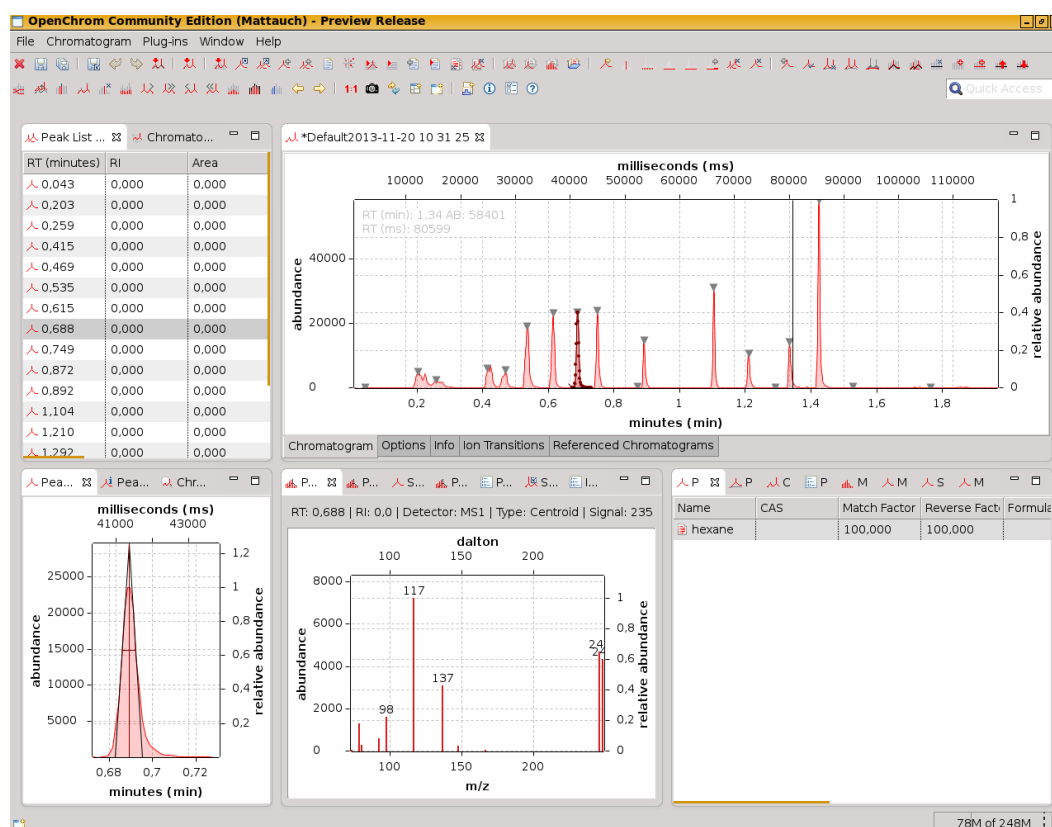 OpenChrom Community Edition (Mattauch) - Preview Release
File Chromatogram Plug-ins Window Help
1:1
Quick Access
Peak List ... Chromato...
RT (minutes) RI Area
0,043 0,000 0,000
0,203 0,000 0,000
0,259 0,000 0,000
0,415 0,000 0,000
0,469 0,000 0,000
0,535 0,000 0,000
0,615 0,000 0,000
0,688 0,000 0,000
0,749 0,000 0,000
0,872 0,000 0,000
0,892 0,000 0,000
1,104 0,000 0,000
1,210 0,000 0,000
1,292 0,000 0,000
*Default2013-11-20 10 31 25
milliseconds (ms)
10000 20000 30000 40000 50000 60000 70000 80000 90000 100000 110000
RT (min): 1,34 AB: 58401
RT (ms): 80599
abundance
40000
20000
0
1
0,8
0,6
0,4
0,2
0
relative abundance
0,2 0,4 0,6 0,8 1 1,2 1,4 1,6 1,8
minutes (min)
Chromatogram Options Info Ion Transitions Referenced Chromatograms
Pea... Pea... Chr...
milliseconds (ms)
41000 43000
abundance
25000
20000
15000
10000
5000
1,2
1
0,8
0,6
0,4
0,2
relative abundance
0,68 0,7 0,72
minutes (min)
P... P... S... P... P... S... I...
RT: 0,688 | RI: 0,0 | Detector: MS1 | Type: Centroid | Signal: 235
dalton
100 150 200
abundance
8000
6000
4000
2000
0
117
137
98
24
1
0,8
0,6
0,4
0,2
0
relative abundance
100 150 200
m/z
P P C P M M S M
Name CAS Match Factor Reverse Facto Formula
hexane 100,000 100,000
78M of 248M